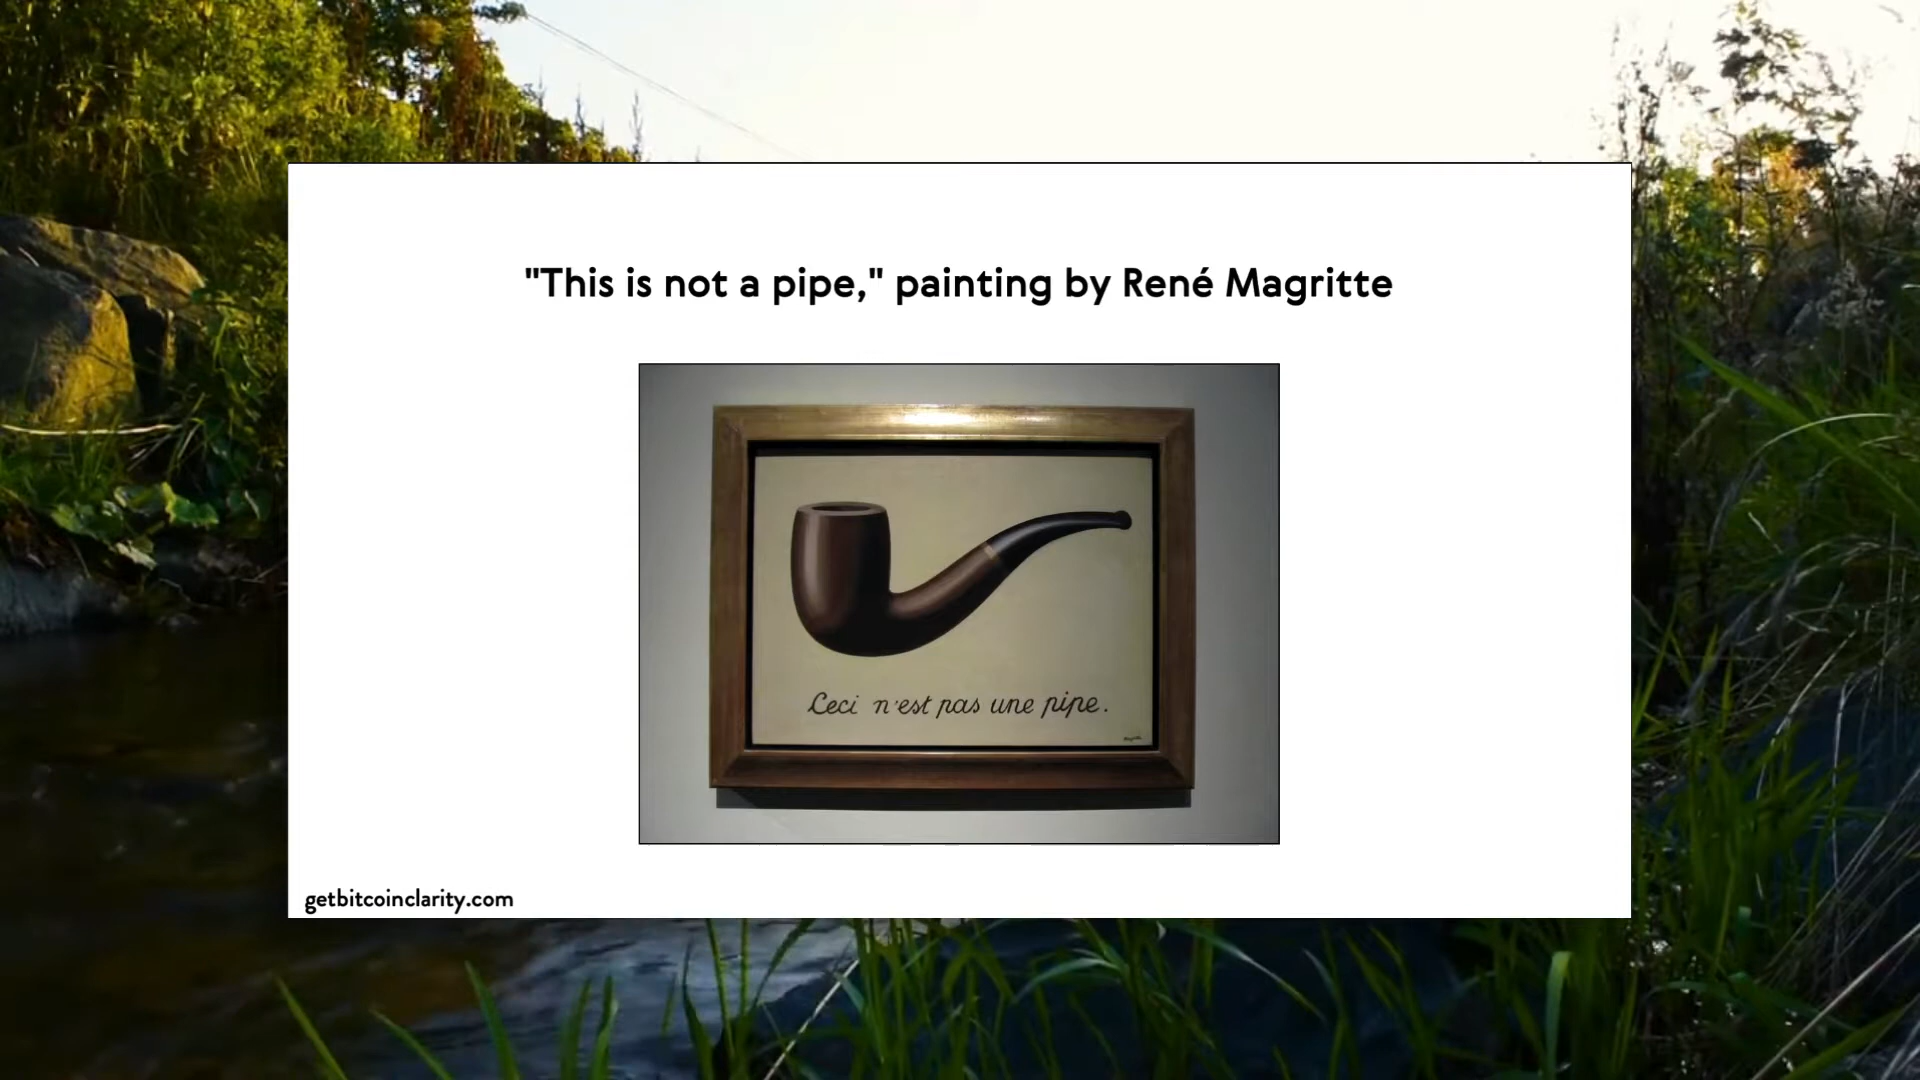 "This is not a pipe," painting by René Magritte
Ceci n'est pas une pipe.
getbitcoinclarity.com